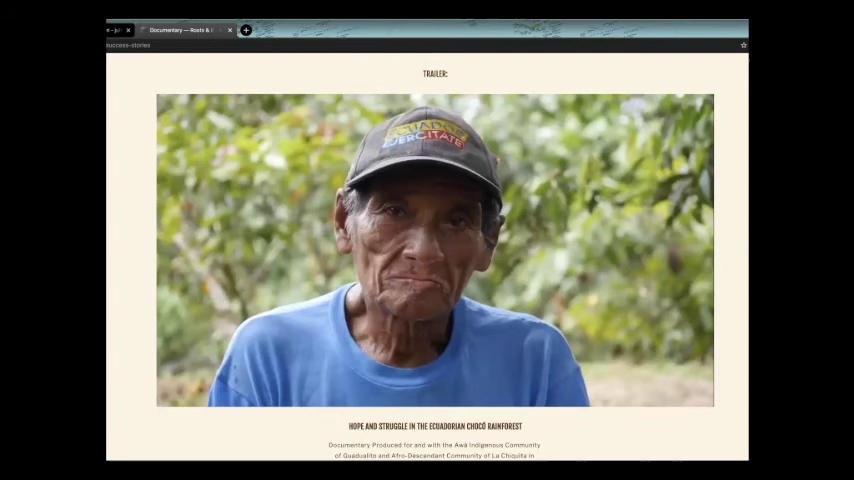 Documentary — Roots &
success-stories
TRAILER:
ECUADOR
EJERCITATE
HOPE AND STRUGGLE IN THE ECUADORIAN CHOCÓ RAINFOREST
Documentary Produced for and with the Awá Indigenous Community
of Guadualito and Afro-Descendant Community of La Chiquita in